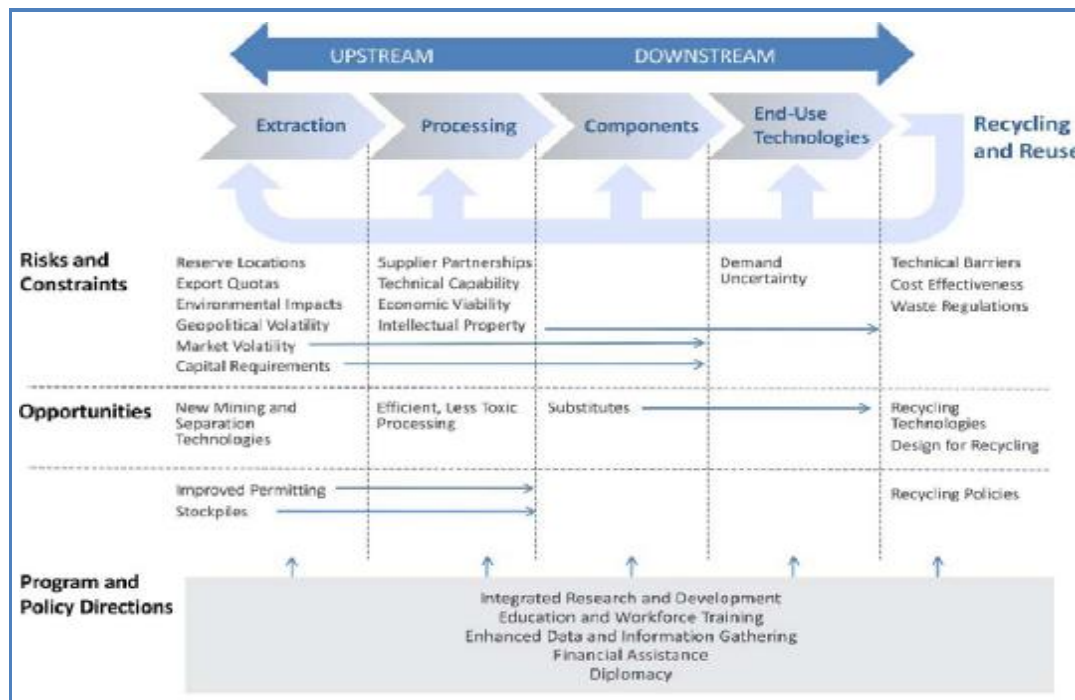 UPSTREAM
DOWNSTREAM
Extraction
Processing
Components
End-Use
Technologies
Recycling
and Reuse
Risks and
Constraints
Reserve Locations
Export Quotas
Environmental Impacts
Geopolitical Volatility
Market Volatility
Capital Requirements
Supplier Partnerships
Technical Capability
Economic Viability
Intellectual Property
Demand
Uncertainty
Technical Barriers
Cost Effectiveness
Waste Regulations
Opportunities
New Mining and
Separation
Technologies
Efficient, Less Toxic
Processing
Substitutes
Recycling
Technologies
Design for Recycling
Improved Permitting
Stockpiles
Recycling Policies
Program and
Policy Directions
Integrated Research and Development
Education and Workforce Training
Enhanced Data and Information Gathering
Financial Assistance
Diplomacy